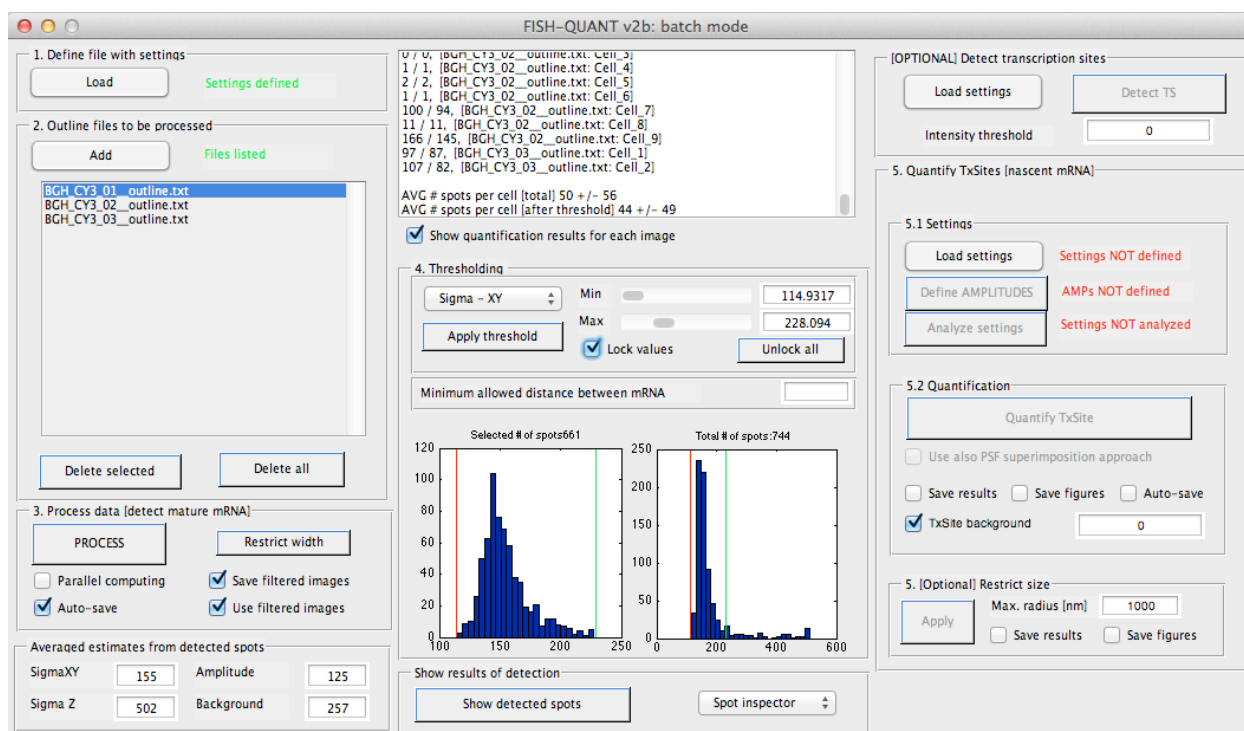 FISH-QUANT v2b: batch mode
1. Define file with settings
Load
Settings defined
2. Outline files to be processed
Add
Files listed
BGH_CY3_01__outline.txt
BGH_CY3_02__outline.txt
BGH_CY3_03__outline.txt
Delete selected
Delete all
3. Process data [detect mature mRNA]
PROCESS
Restrict width
Parallel computing
Save filtered images
Auto-save
Use filtered images
Averaged estimates from detected spots
SigmaXY
155
Amplitude
125
Sigma Z
502
Background
257
0 / 0, [BGH_CY3_02__outline.txt: Cell_3]
1 / 1, [BGH_CY3_02__outline.txt: Cell_4]
2 / 2, [BGH_CY3_02__outline.txt: Cell_5]
1 / 1, [BGH_CY3_02__outline.txt: Cell_6]
100 / 94, [BGH_CY3_02__outline.txt: Cell_7]
11 / 11, [BGH_CY3_02__outline.txt: Cell_8]
166 / 145, [BGH_CY3_02__outline.txt: Cell_9]
97 / 87, [BGH_CY3_03__outline.txt: Cell_1]
107 / 82, [BGH_CY3_03__outline.txt: Cell_2]
AVG # spots per cell [total] 50 +/- 56
AVG # spots per cell [after threshold] 44 +/- 49
Show quantification results for each image
4. Thresholding
Sigma - XY
Min
114.9317
Max
228.094
Apply threshold
Lock values
Unlock all
Minimum allowed distance between mRNA
Selected # of spots661
120
100
80
60
40
20
0
100
150
200
250
Total # of spots:744
250
200
150
100
50
0
0
200
400
600
Show results of detection
Show detected spots
Spot inspector
[OPTIONAL] Detect transcription sites
Load settings
Detect TS
Intensity threshold
0
5. Quantify TxSites [nascent mRNA]
5.1 Settings
Load settings
Settings NOT defined
Define AMPLITUDES
AMPs NOT defined
Analyze settings
Settings NOT analyzed
5.2 Quantification
Quantify TxSite
Use also PSF superimposition approach
Save results
Save figures
Auto-save
TxSite background
0
5. [Optional] Restrict size
Apply
Max. radius [nm]
1000
Save results
Save figures